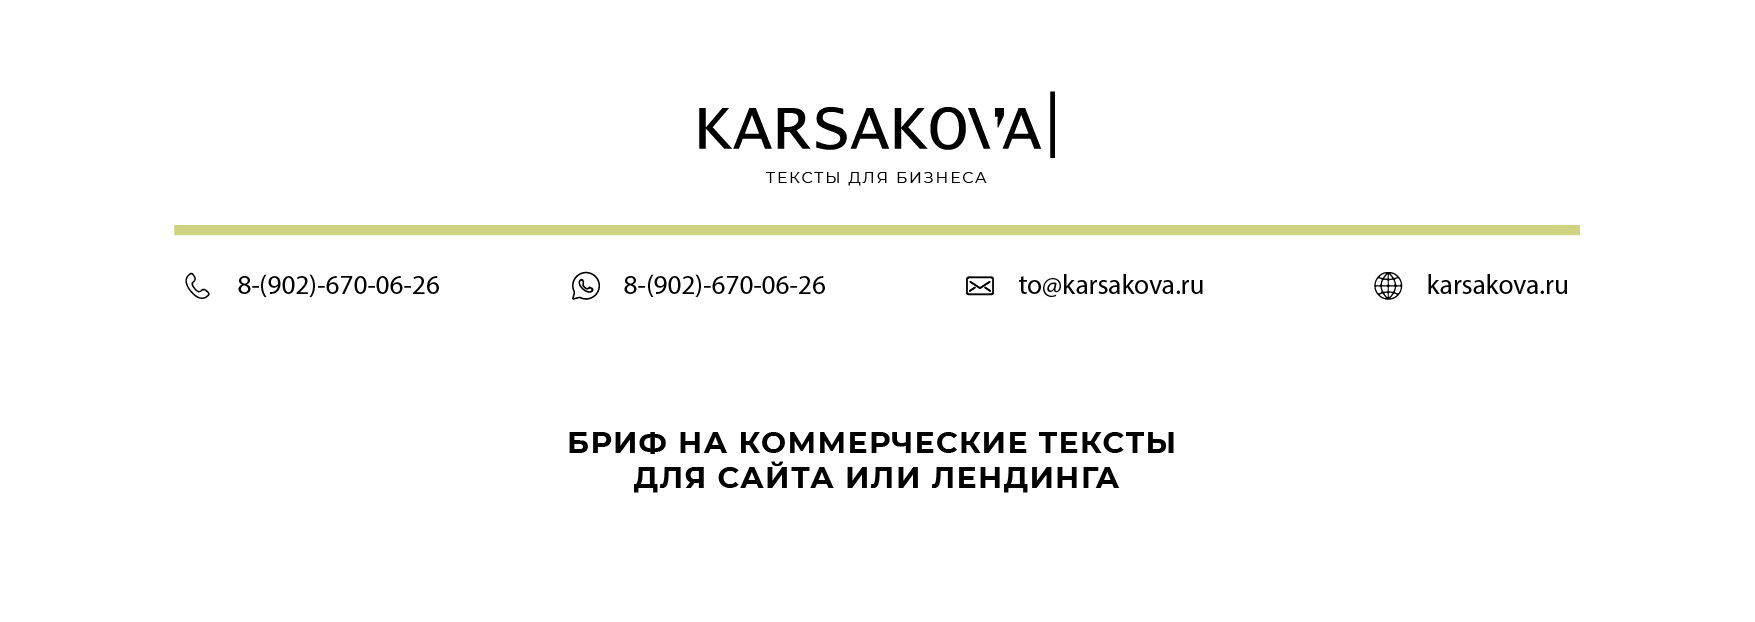 KARSAKOVA
ТЕКСТЫ ДЛЯ БИЗНЕСА
8-(902)-670-06-26
8-(902)-670-06-26
to@karsakova.ru
karsakova.ru
БРИФ НА КОММЕРЧЕСКИЕ ТЕКСТЫ
ДЛЯ САЙТА ИЛИ ЛЕНДИНГА